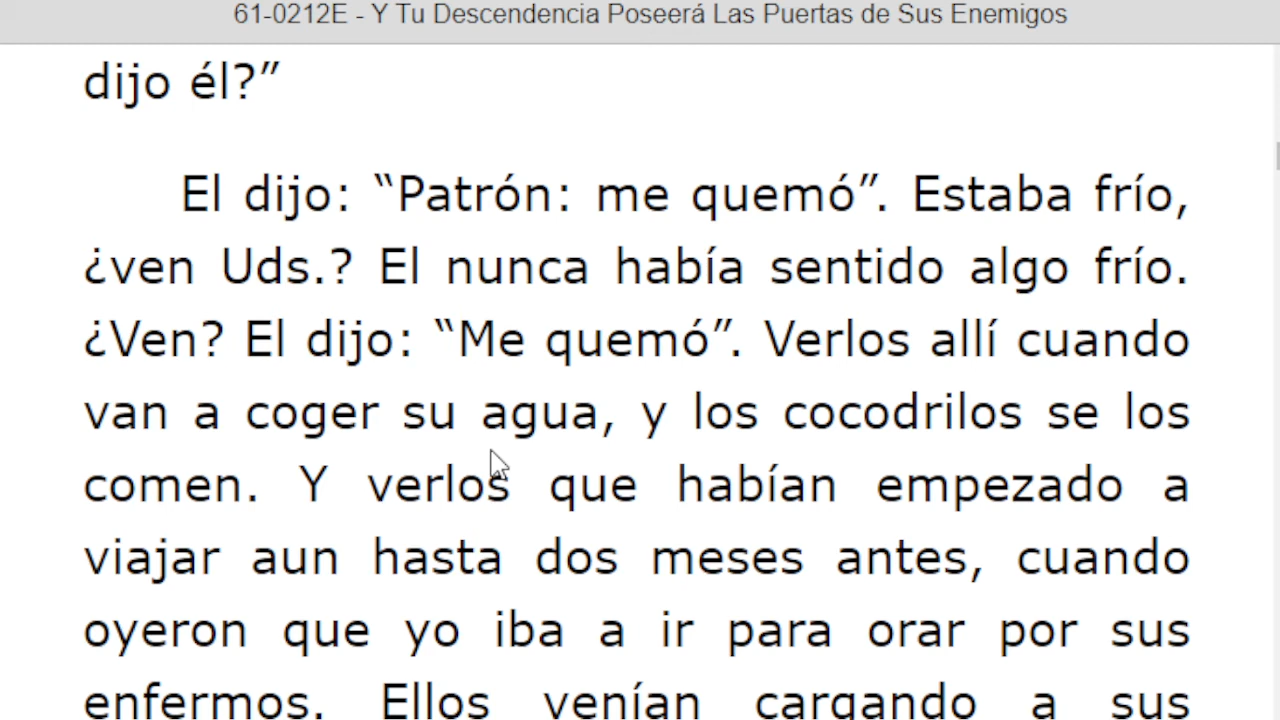 61-0212E - Y Tu Descendencia Poseerá Las Puertas de Sus Enemigos
dijo él?”
El dijo: “Patrón: me quemó”. Estaba frío,
¿ven Uds.? El nunca había sentido algo frío.
¿Ven? El dijo: “Me quemó”. Verlos allí cuando
van a coger su agua, y los cocodrilos se los
comen. Y verlos que habían empezado a
viajar aun hasta dos meses antes, cuando
oyeron que yo iba a ir para orar por sus
enfermos. Ellos venían cargando a sus